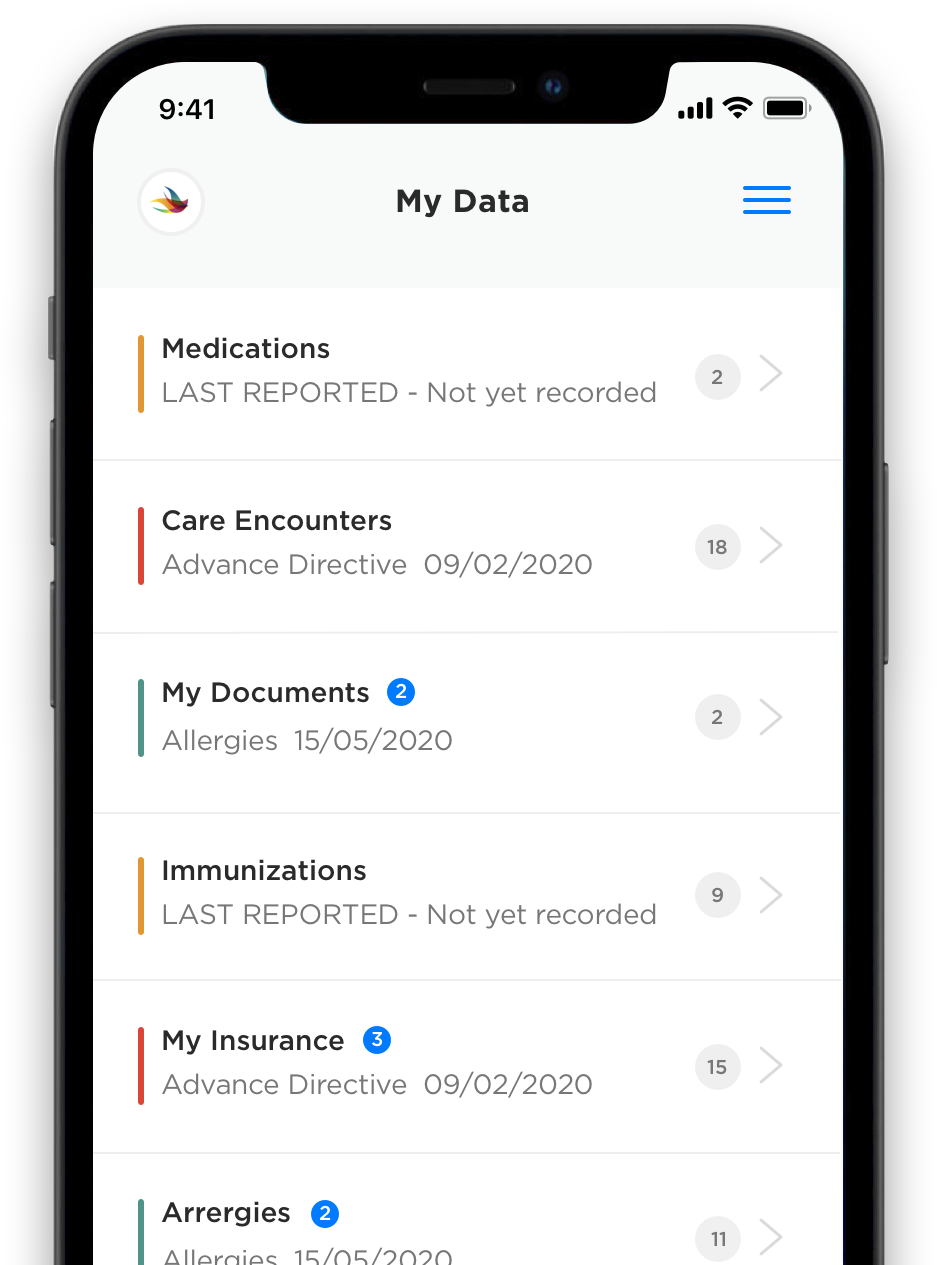 9:41
My Data
Medications
LAST REPORTED - Not yet recorded
2
Care Encounters
Advance Directive 09/02/2020
18
My Documents 2
Allergies 15/05/2020
2
Immunizations
LAST REPORTED - Not yet recorded
9
My Insurance 3
Advance Directive 09/02/2020
15
Arrergies 2
Allergies 15/05/2020
11